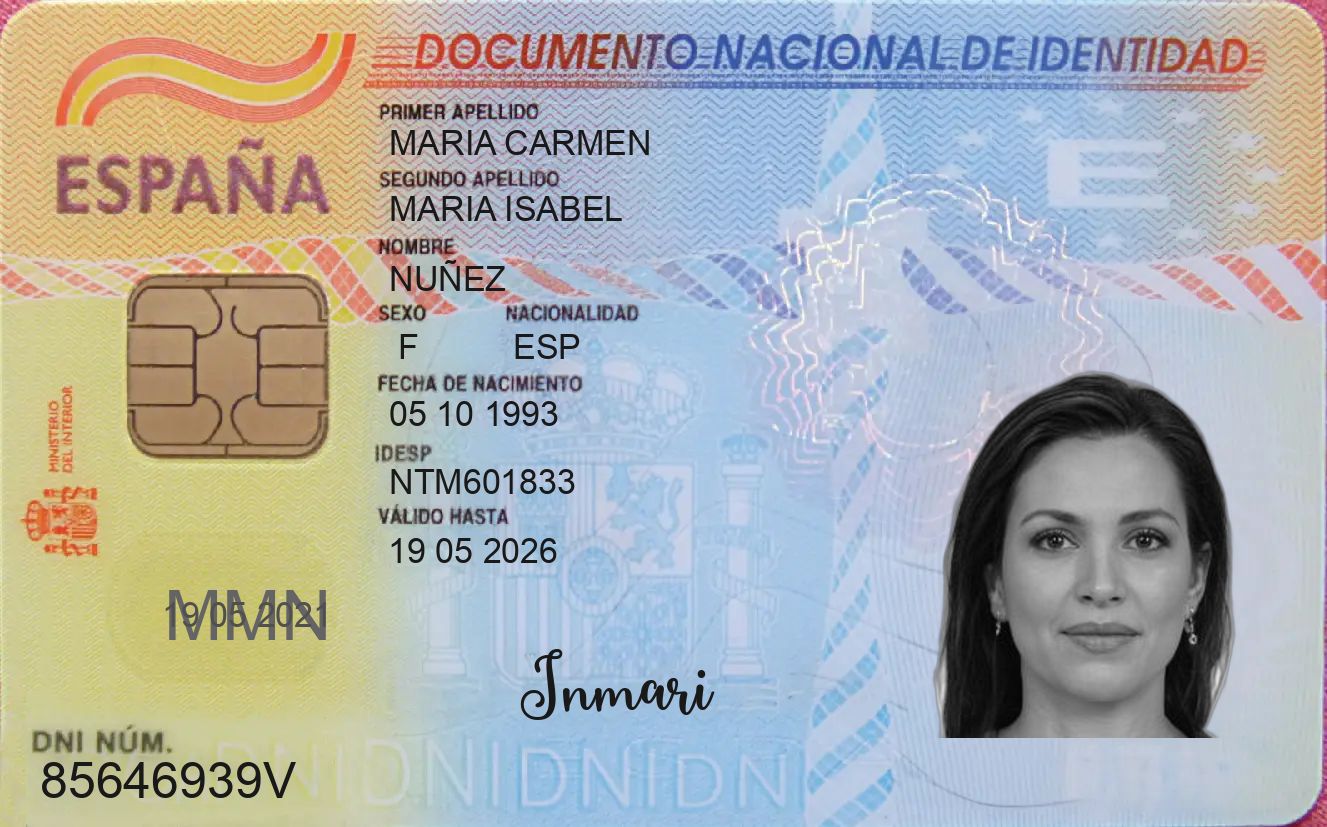 DOCUMENTO NACIONAL DE IDENTIDAD
ESPAÑA
PRIMER APELLIDO
MARIA CARMEN
SEGUNDO APELLIDO
MARIA ISABEL
NOMBRE
NUÑEZ
SEXO NACIONALIDAD
F ESP
FECHA DE NACIMIENTO
05 10 1993
IDESP
NTM601833
VÁLIDO HASTA
19 05 2026
MINISTERIO
DEL INTERIOR
E
MMN
19 05 2021
Inmari
DNI NÚM.
85646939V
DNIDNIDNIDNI